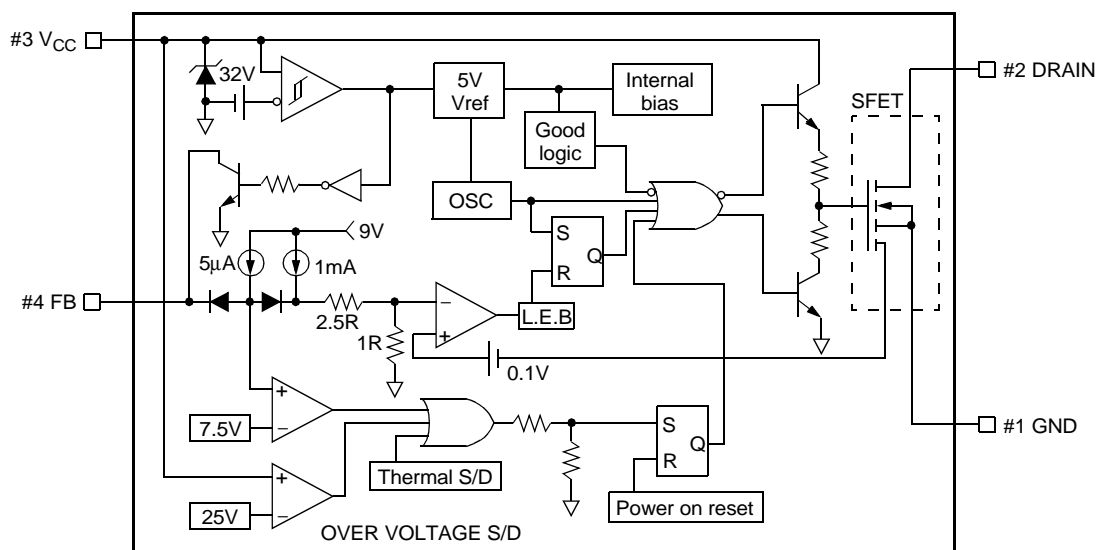 #3 VCC
#2 DRAIN
32V
5V
Vref
Internal
bias
SFET
Good
logic
OSC
9V
5μA
1mA
S
Q
R
#4 FB
2.5R
L.E.B
1R
0.1V
7.5V
S
Q
R
#1 GND
Thermal S/D
25V
Power on reset
OVER VOLTAGE S/D